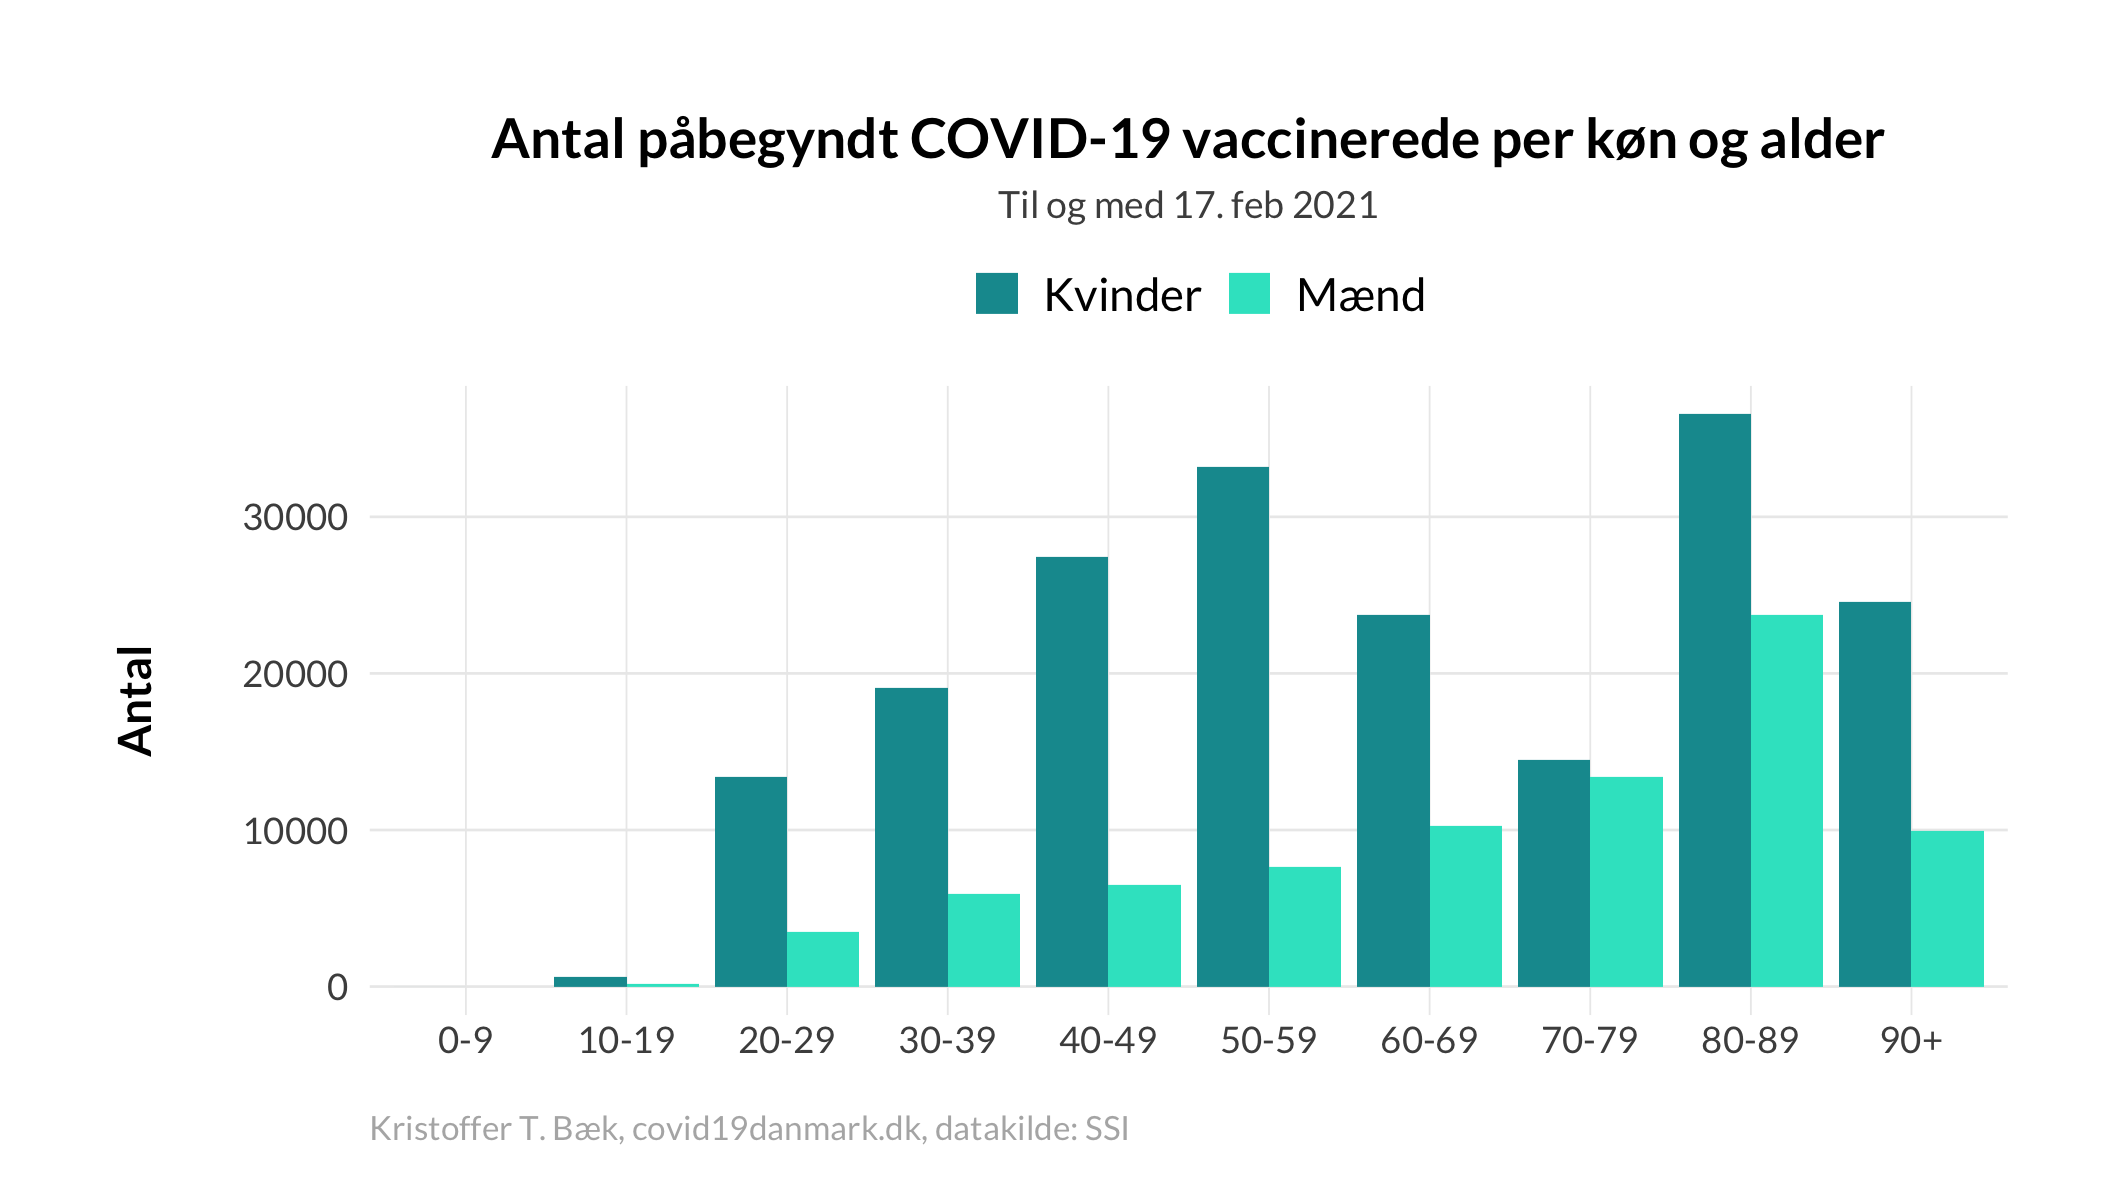 Antal påbegyndt COVID-19 vaccinerede per køn og alder
Til og med 17. feb 2021
Kvinder Mænd
Antal
30000
20000
10000
0
0-9 10-19 20-29 30-39 40-49 50-59 60-69 70-79 80-89 90+
Kristoffer T. Bæk, covid19danmark.dk, datakilde: SSI